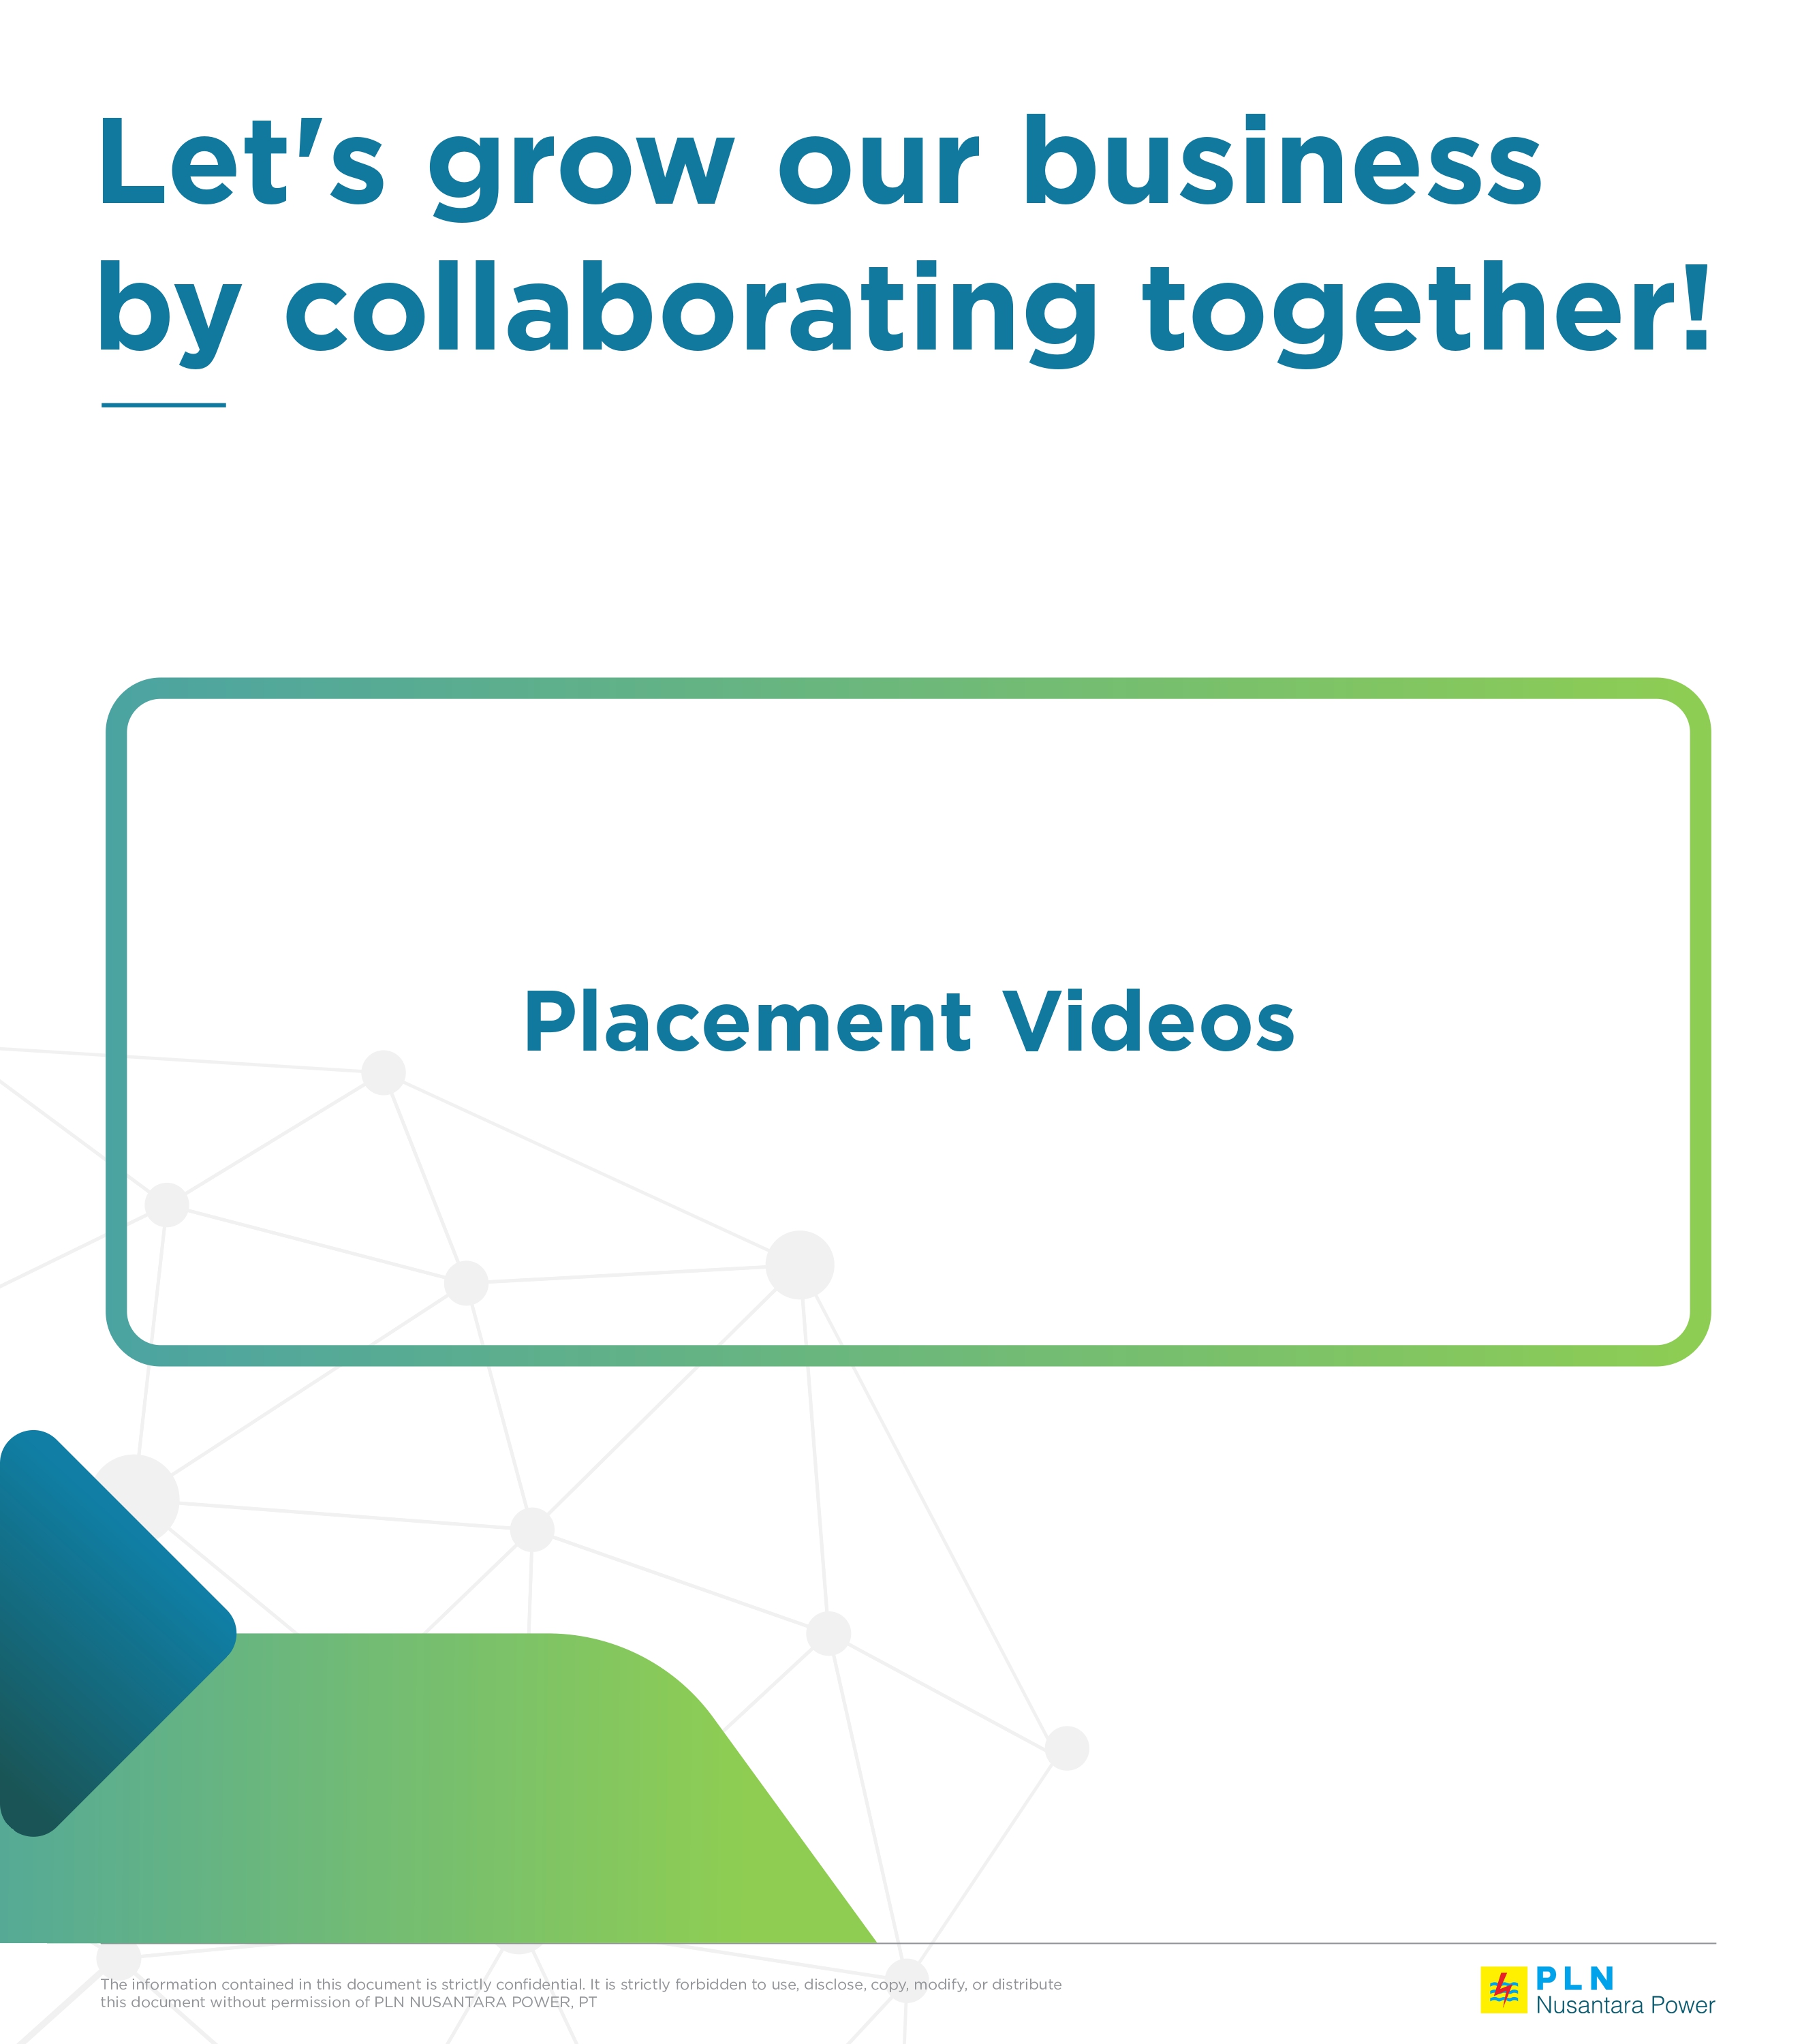 Let's grow our business
by collaborating together!
Placement Videos
The information contained in this document is strictly confidential. It is strictly forbidden to use, disclose, copy, modify, or distribute
this document without permission of PLN NUSANTARA POWER, PT
PLN
Nusantara Power